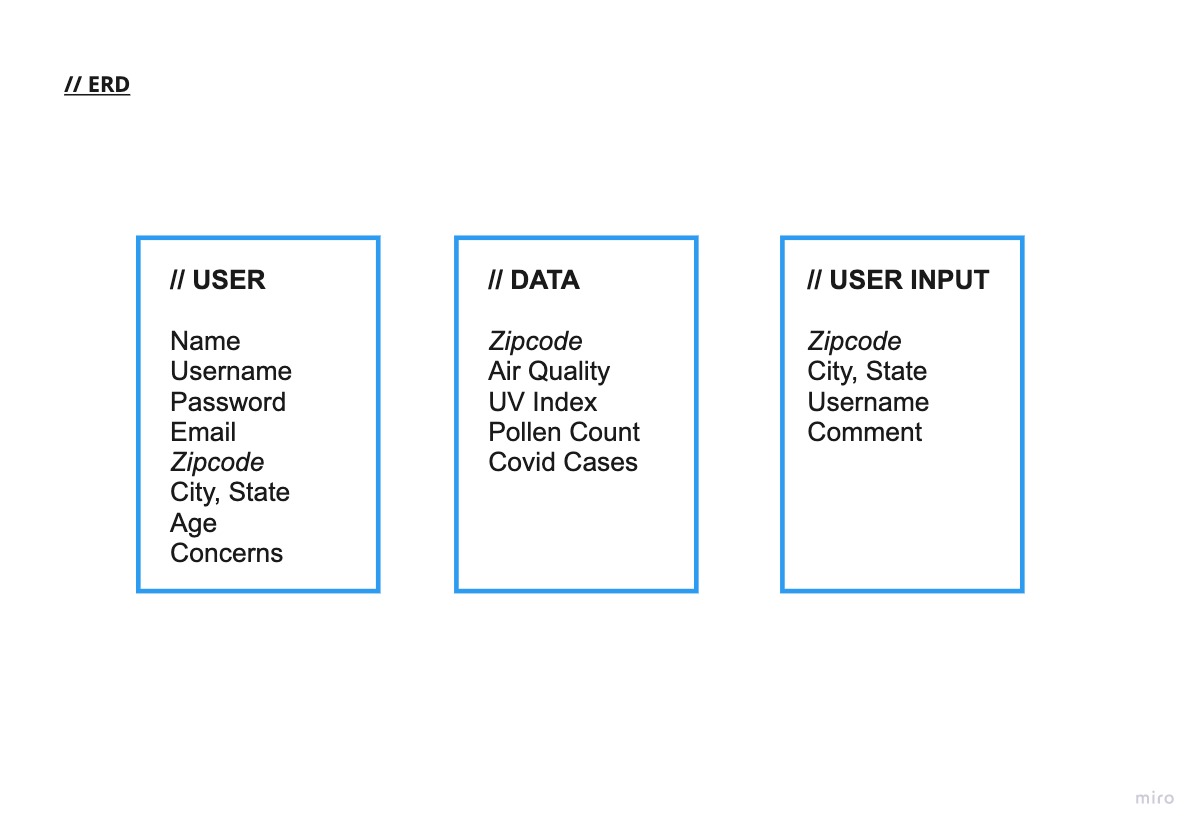 // ERD
// USER
Name
Username
Password
Email
Zipcode
City, State
Age
Concerns
// DATA
Zipcode
Air Quality
UV Index
Pollen Count
Covid Cases
// USER INPUT
Zipcode
City, State
Username
Comment
miro